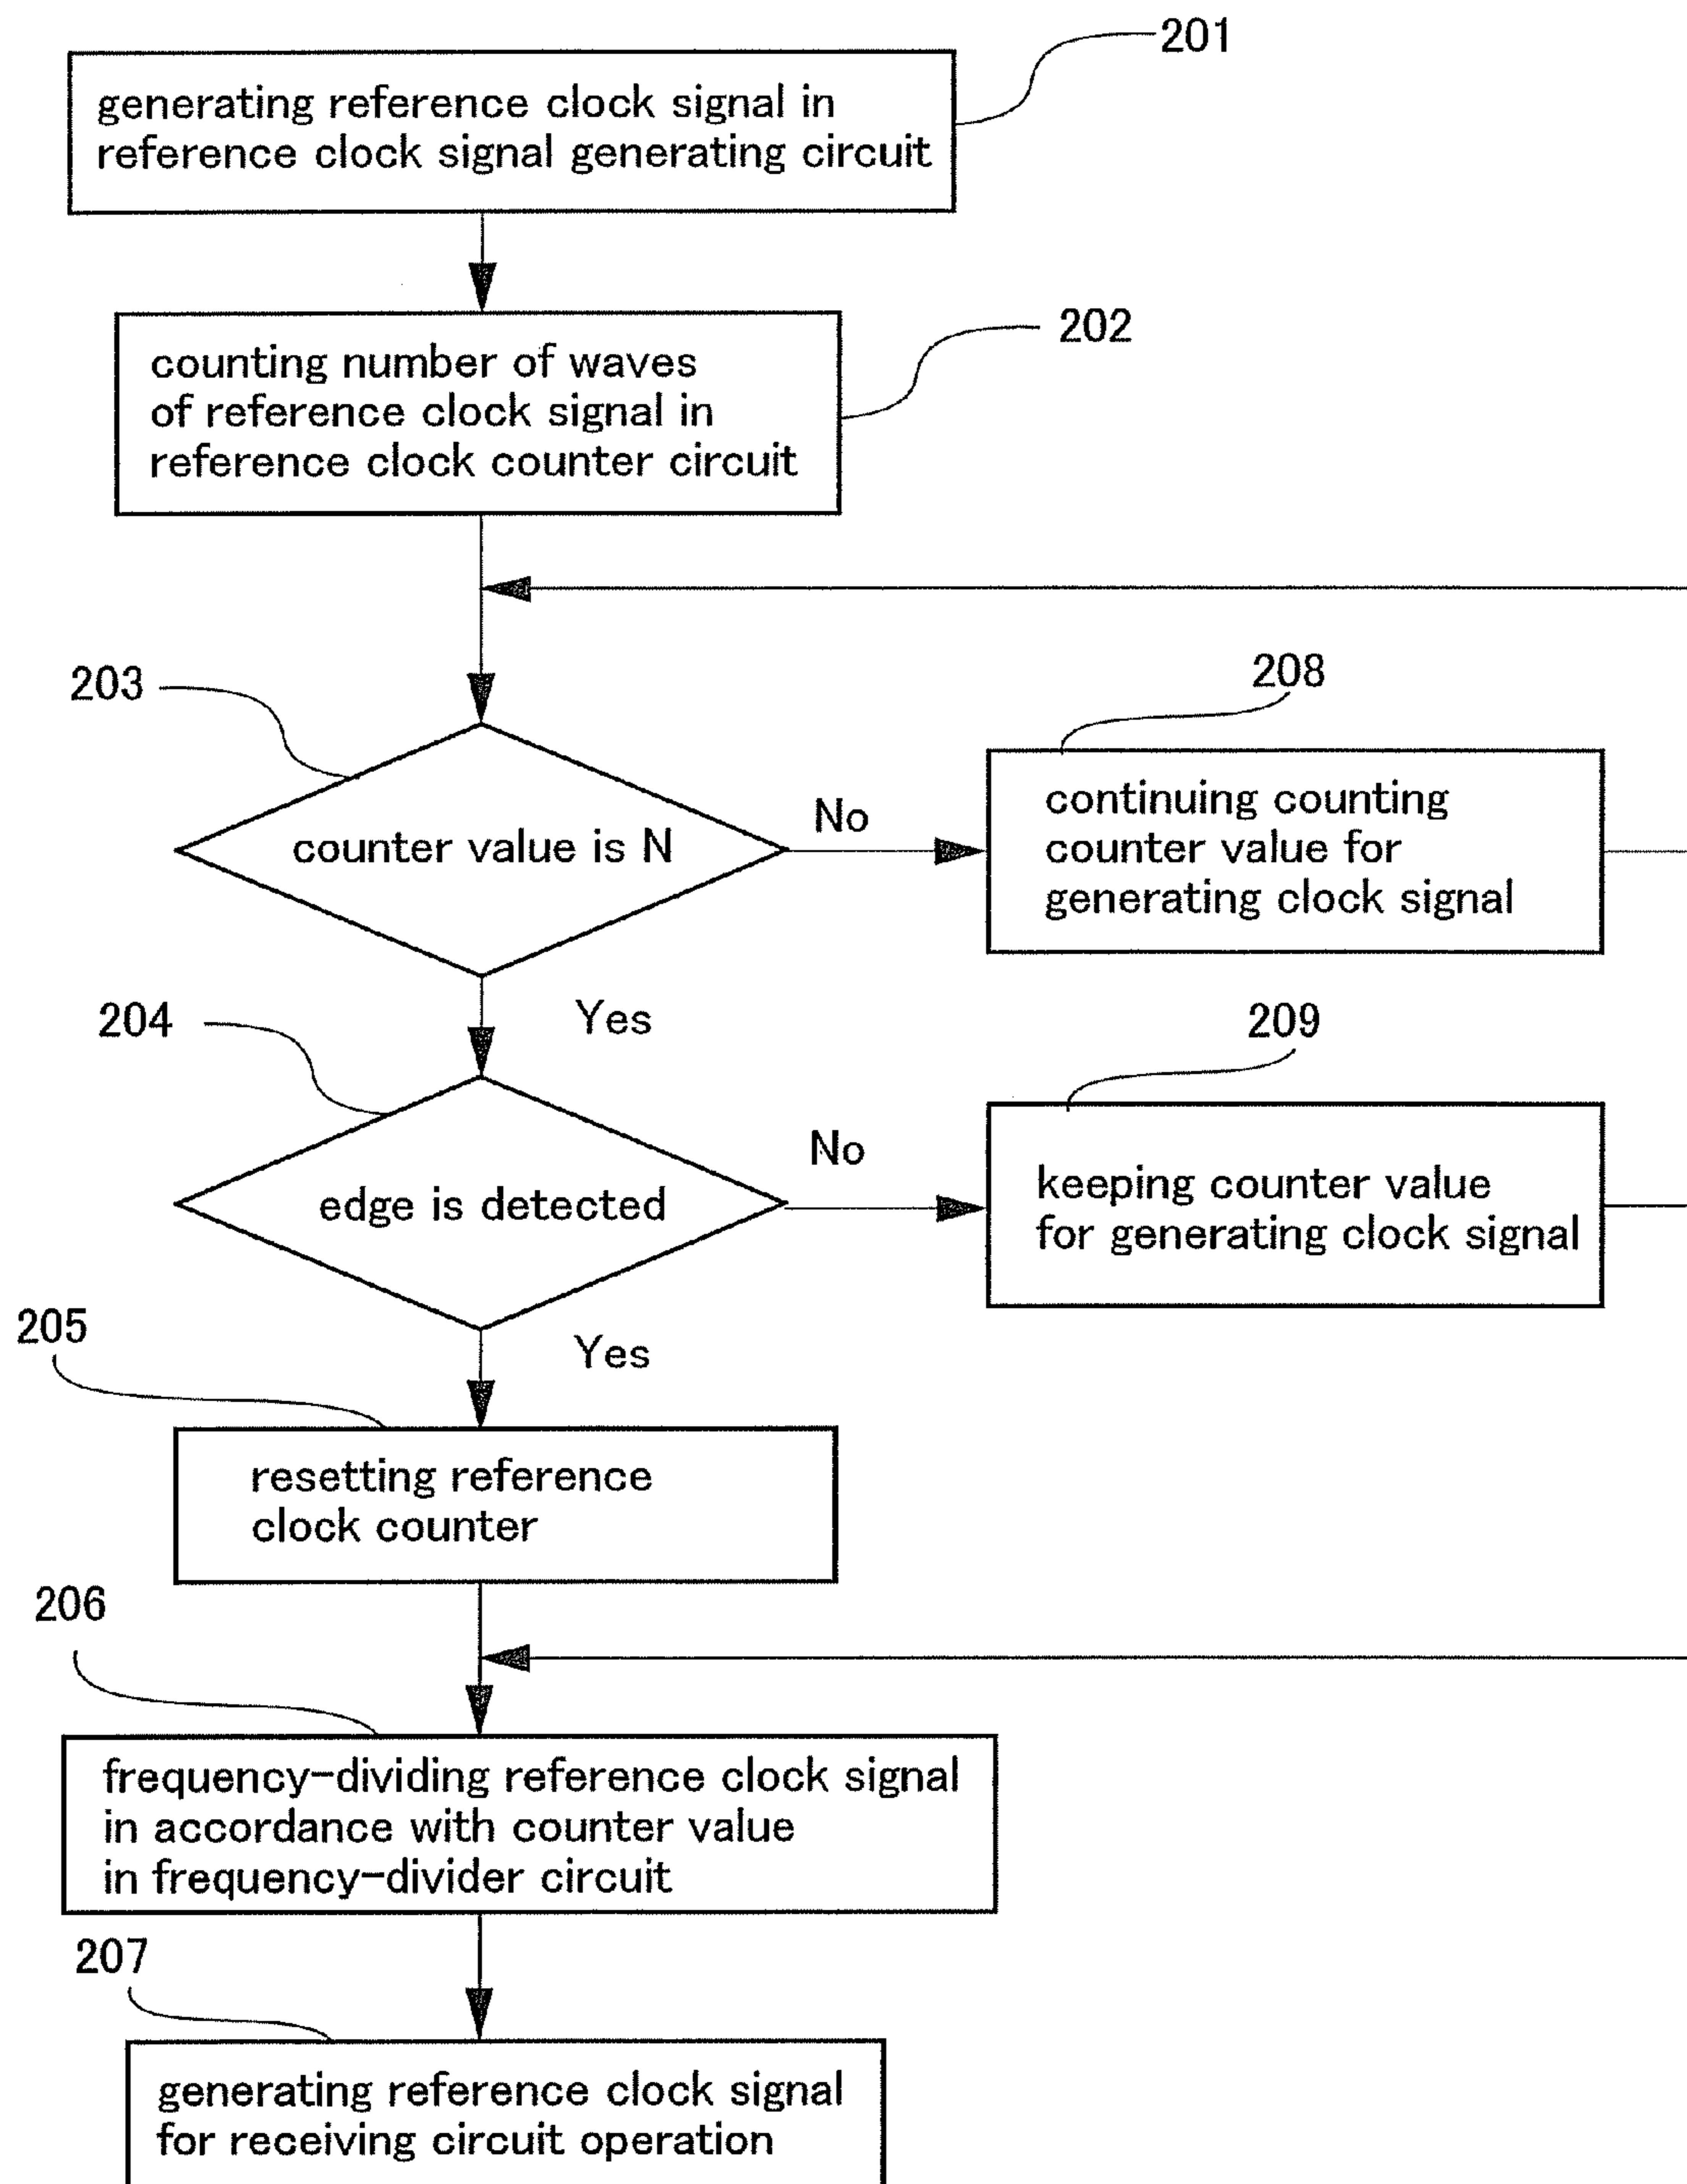 201
generating reference clock signal in
reference clock signal generating circuit
202
counting number of waves
of reference clock signal in
reference clock counter circuit
203
counter value is N
No
208
continuing counting
counter value for
generating clock signal
Yes
204
edge is detected
No
209
keeping counter value
for generating clock signal
Yes
205
resetting reference
clock counter
206
frequency-dividing reference clock signal
in accordance with counter value
in frequency-divider circuit
207
generating reference clock signal
for receiving circuit operation